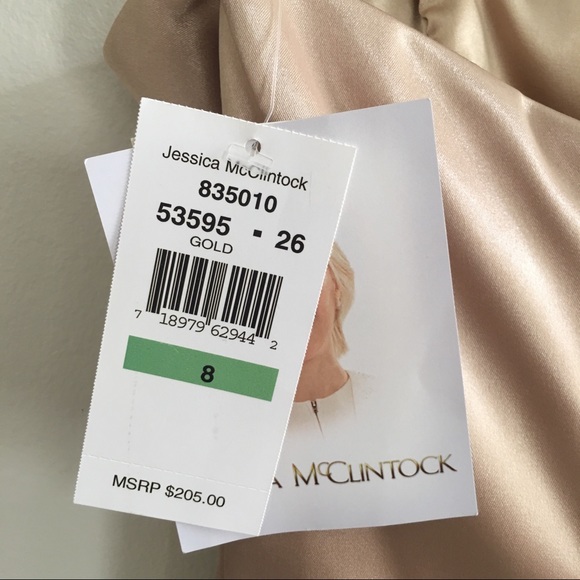 Jessica McClintock
835010
53595 - 26
GOLD
7 18979 62944 2
8
MSRP $205.00
A McCLINTOCK